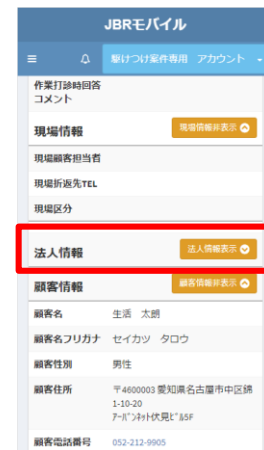 JBRモバイル
駆けつけ案件専用 アカウント
作業打診時回答
コメント
現場情報 現場情報非表示
現場顧客担当者
現場折返先TEL
現場区分
法人情報 法人情報表示
顧客情報 顧客情報非表示
顧客名 生活 太朗
顧客名フリガナ セイカツ タロウ
顧客性別 男性
顧客住所 〒4600003 愛知県名古屋市中区錦
1-10-20
アーバンネット伏見ビル5F
顧客電話番号 052-212-9905